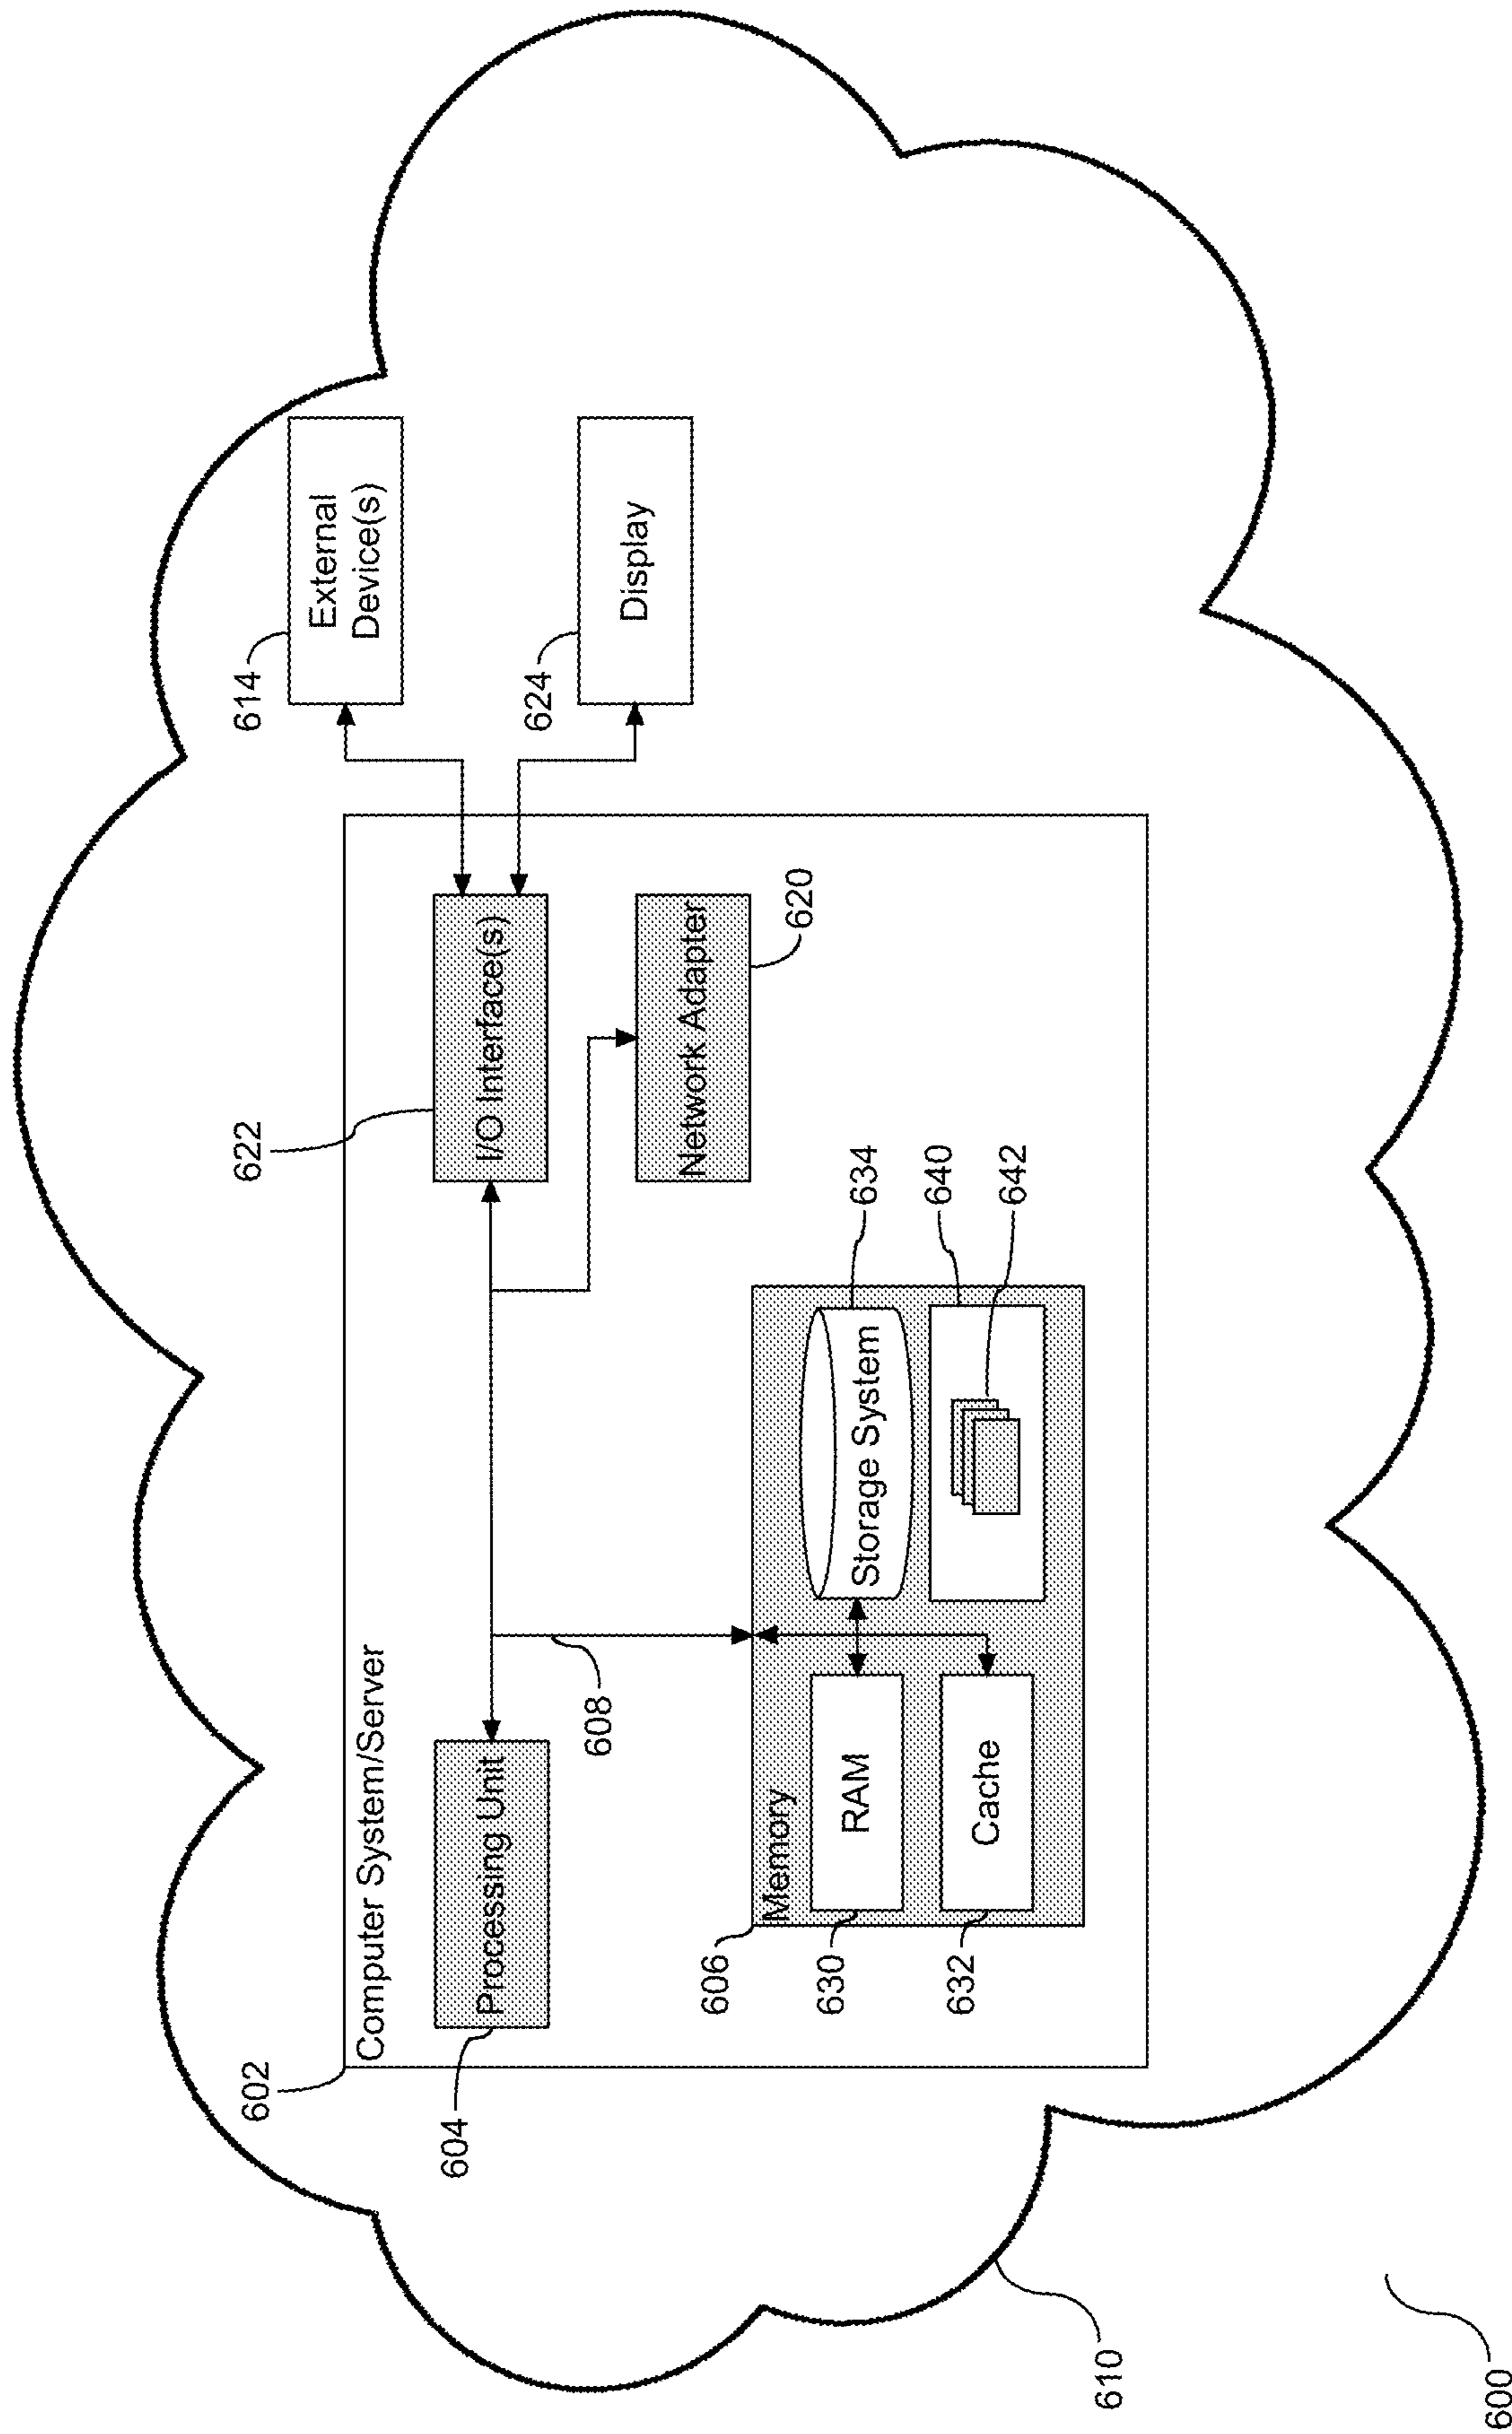 602
Computer System/Server
604
Processing Unit
608
622
I/O Interface(s)
614
External
Device(s)
624
Display
Network Adapter
620
606
Memory
630
RAM
Storage System
634
632
Cache
640
642
610
600